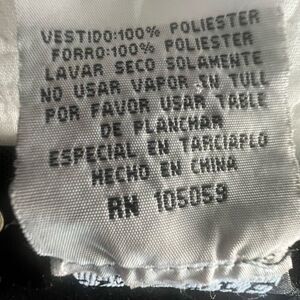 VESTIDO:100% POLIESTER
FORRO:100% POLIESTER
LAVAR SECO SOLAMENTE
NO USAR VAPOR EN TULL
POR FAVOR USAR TABLE
DE PLANCHAR
ESPECIAL EN TARCIAPLO
HECHO EN CHINA
RN 105059